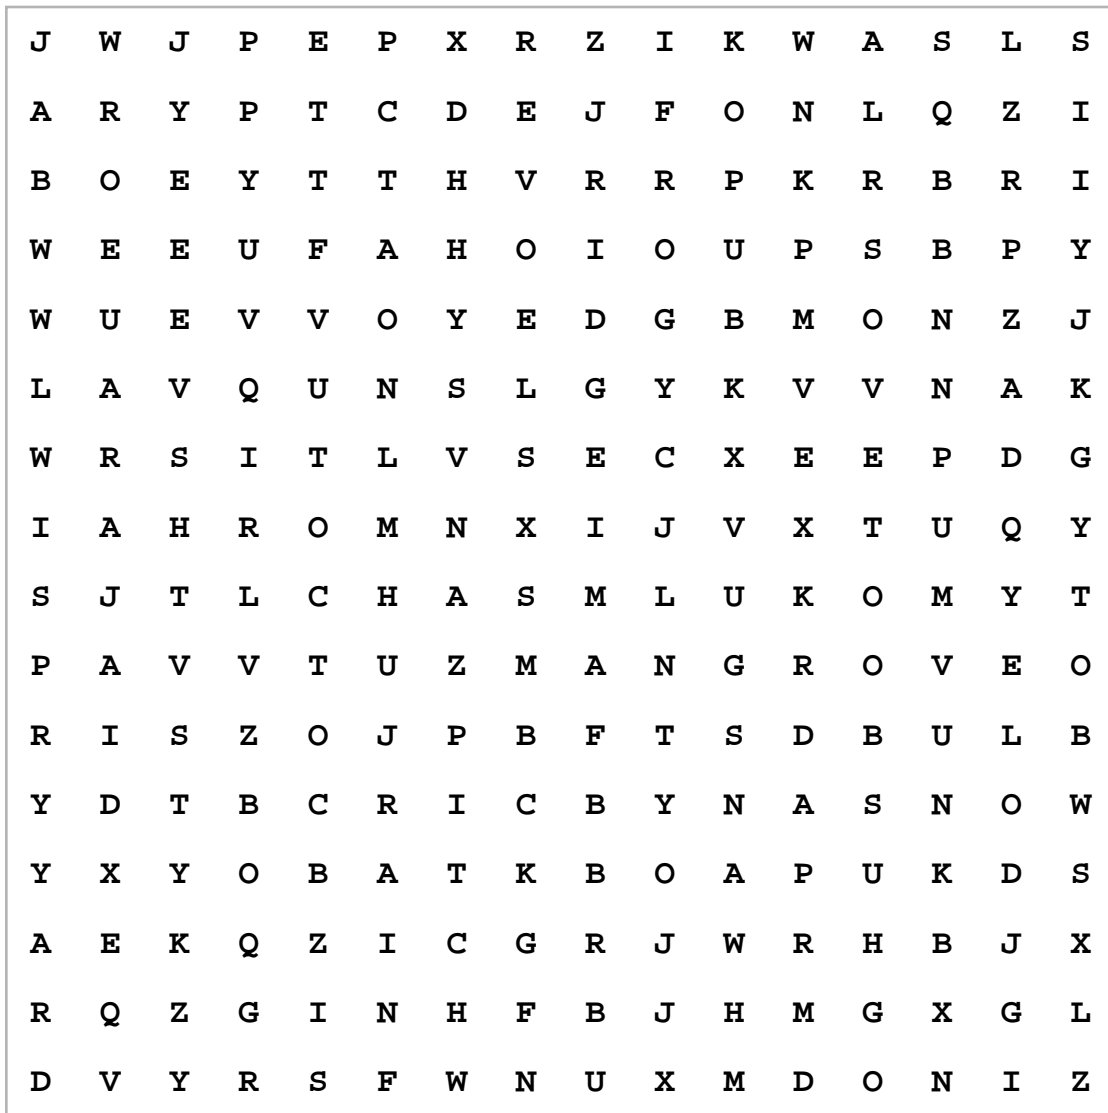 J W J P E P X R Z I K W A S L S
A R Y P T C D E J F O N L Q Z I
B O E Y T T H V R R P K R B R I
W E E U F A H O I O U P S B P Y
W U E V V O Y E D G B M O N Z J
L A V Q U N S L G Y K V V N A K
W R S I T L V S E C X E E P D G
I A H R O M N X I J V X T U Q Y
S J T L C H A S M L U K O M Y T
P A V V T U Z M A N G R O V E O
R I S Z O J P B F T S D B U L B
Y D T B C R I C B Y N A S N O W
Y X Y O B A T K B O A P U K D S
A E K Q Z I C G R J W R H B J X
R Q Z G I N H F B J H M G X G L
D V Y R S F W N U X M D O N I Z